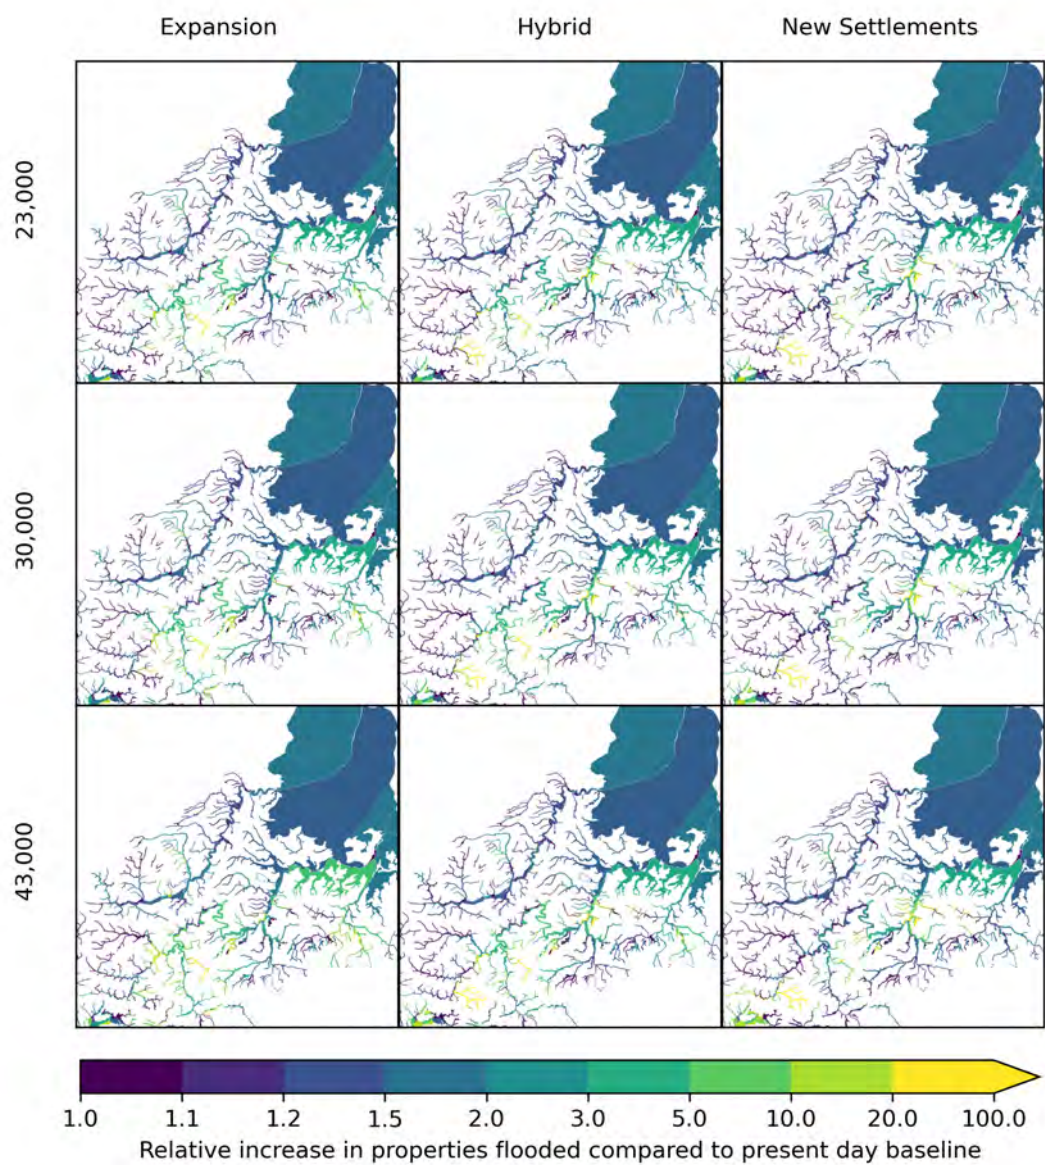 Expansion Hybrid New Settlements
23,000
30,000
43,000
1.0 1.1 1.2 1.5 2.0 3.0 5.0 10.0 20.0 100.0
Relative increase in properties flooded compared to present day baseline